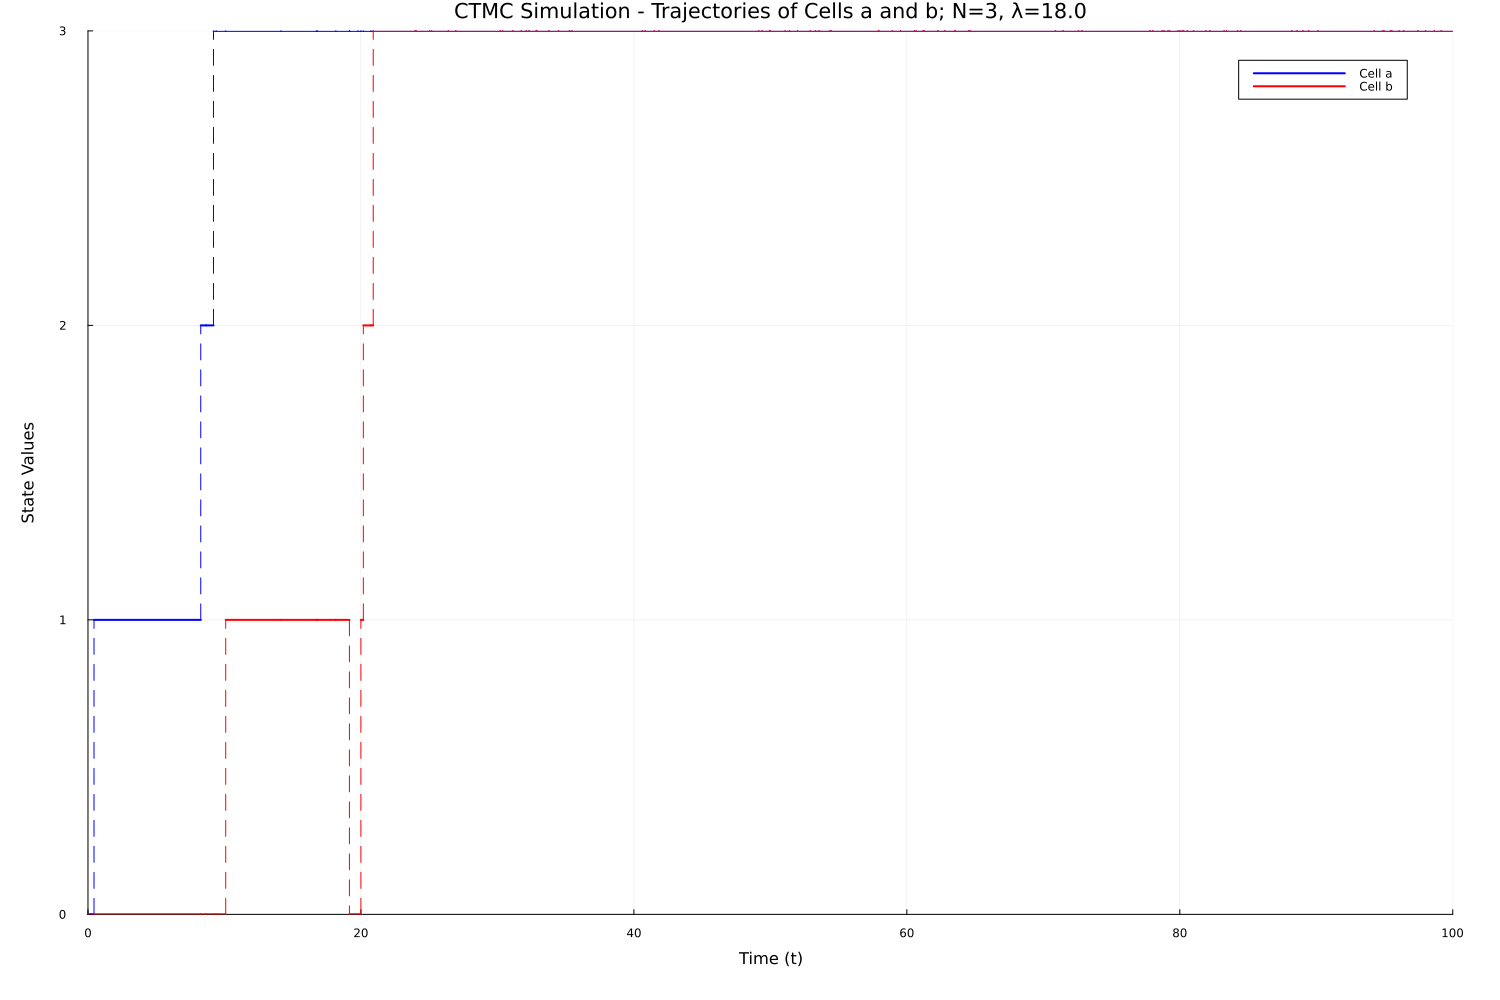 CTMC Simulation - Trajectories of Cells a and b; N=3, λ=18.0
3
Cell a
Cell b
2
State Values
1
0
0 20 40 60 80 100
Time (t)